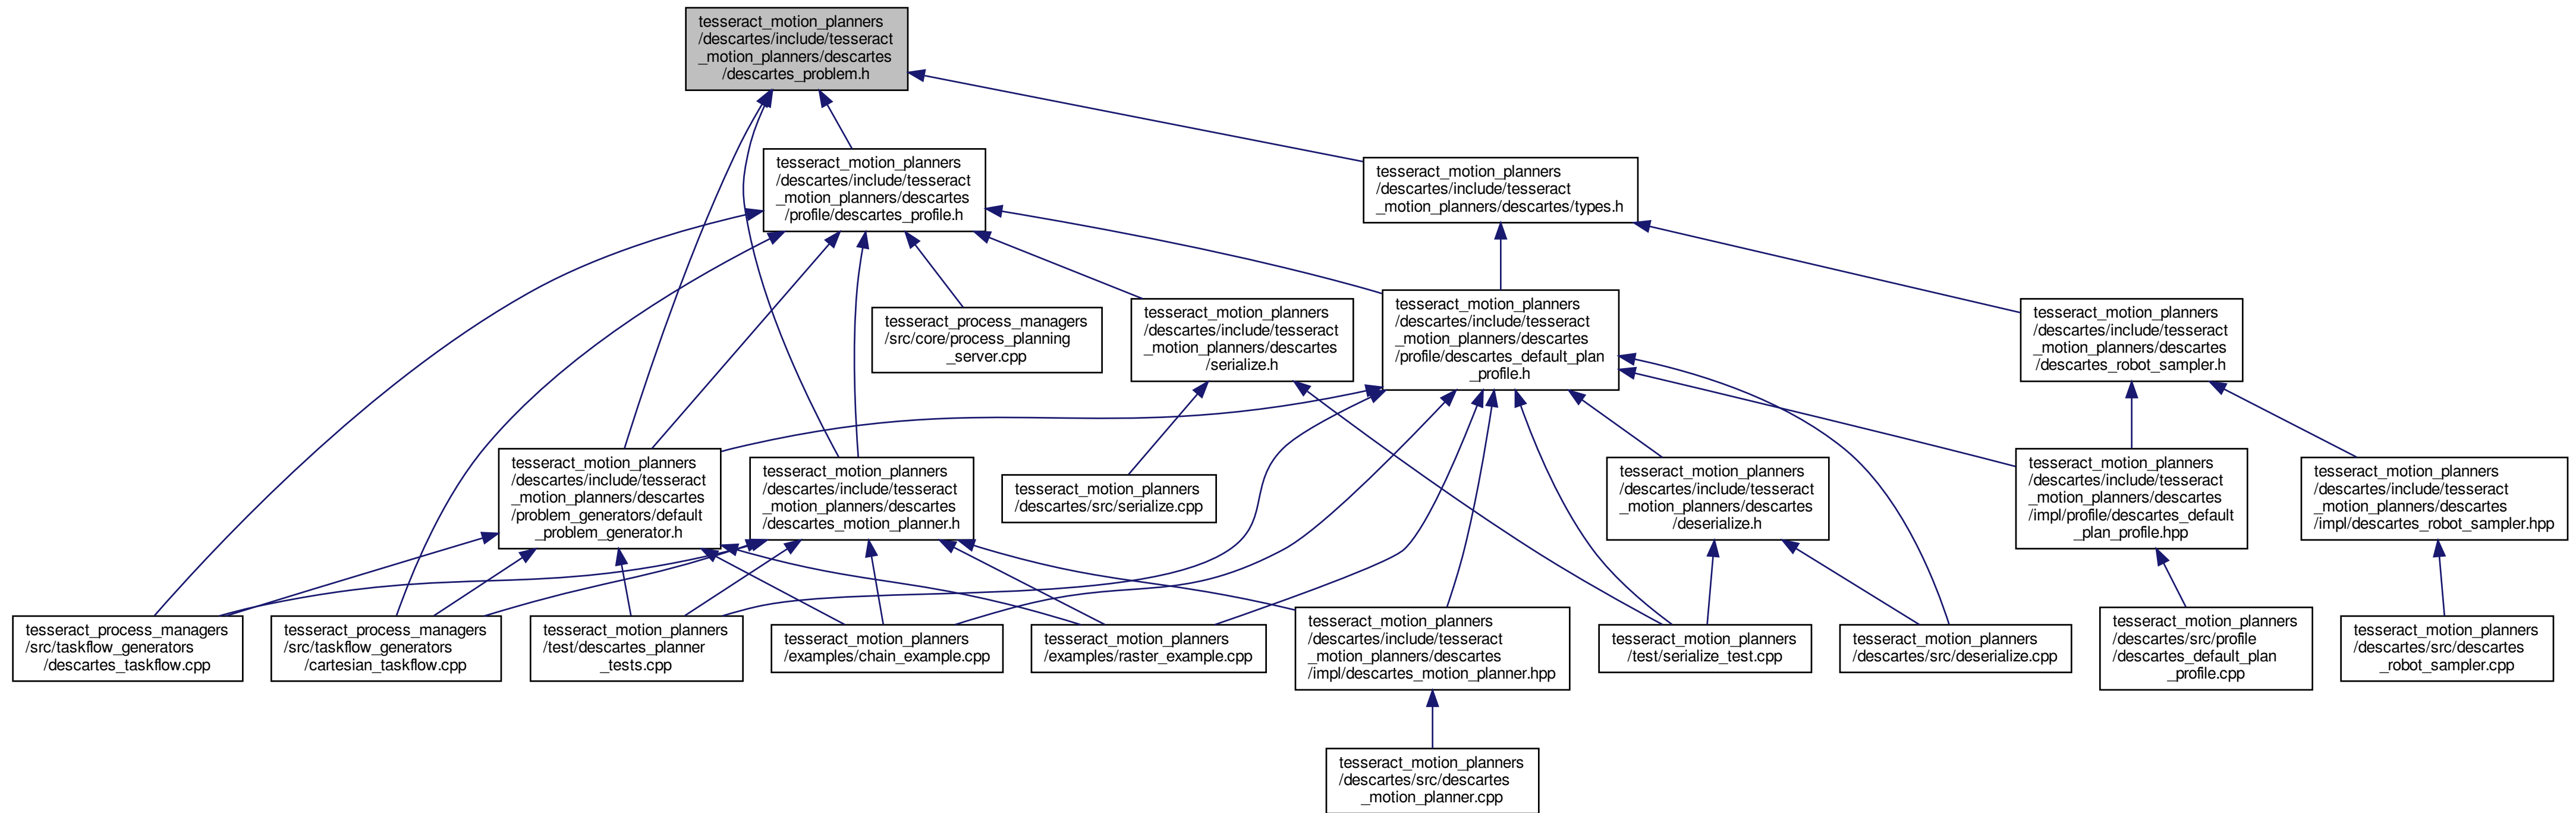 tesseract_motion_planners
/descartes/include/tesseract
_motion_planners/descartes
/descartes_problem.h
tesseract_motion_planners
/descartes/include/tesseract
_motion_planners/descartes
/profile/descartes_profile.h
tesseract_motion_planners
/descartes/include/tesseract
_motion_planners/descartes/types.h
tesseract_process_managers
/src/core/process_planning
_server.cpp
tesseract_motion_planners
/descartes/include/tesseract
_motion_planners/descartes
/serialize.h
tesseract_motion_planners
/descartes/include/tesseract
_motion_planners/descartes
/profile/descartes_default_plan
_profile.h
tesseract_motion_planners
/descartes/include/tesseract
_motion_planners/descartes
/descartes_robot_sampler.h
tesseract_motion_planners
/descartes/include/tesseract
_motion_planners/descartes
/problem_generators/default
_problem_generator.h
tesseract_motion_planners
/descartes/include/tesseract
_motion_planners/descartes
/descartes_motion_planner.h
tesseract_motion_planners
/descartes/src/serialize.cpp
tesseract_motion_planners
/descartes/include/tesseract
_motion_planners/descartes
/deserialize.h
tesseract_motion_planners
/descartes/include/tesseract
_motion_planners/descartes
/impl/profile/descartes_default
_plan_profile.hpp
tesseract_motion_planners
/descartes/include/tesseract
_motion_planners/descartes
/impl/descartes_robot_sampler.hpp
tesseract_process_managers
/src/taskflow_generators
/descartes_taskflow.cpp
tesseract_process_managers
/src/taskflow_generators
/cartesian_taskflow.cpp
tesseract_motion_planners
/test/descartes_planner
_tests.cpp
tesseract_motion_planners
/examples/chain_example.cpp
tesseract_motion_planners
/examples/raster_example.cpp
tesseract_motion_planners
/descartes/include/tesseract
_motion_planners/descartes
/impl/descartes_motion_planner.hpp
tesseract_motion_planners
/test/serialize_test.cpp
tesseract_motion_planners
/descartes/src/deserialize.cpp
tesseract_motion_planners
/descartes/src/profile
/descartes_default_plan
_profile.cpp
tesseract_motion_planners
/descartes/src/descartes
_robot_sampler.cpp
tesseract_motion_planners
/descartes/src/descartes
_motion_planner.cpp